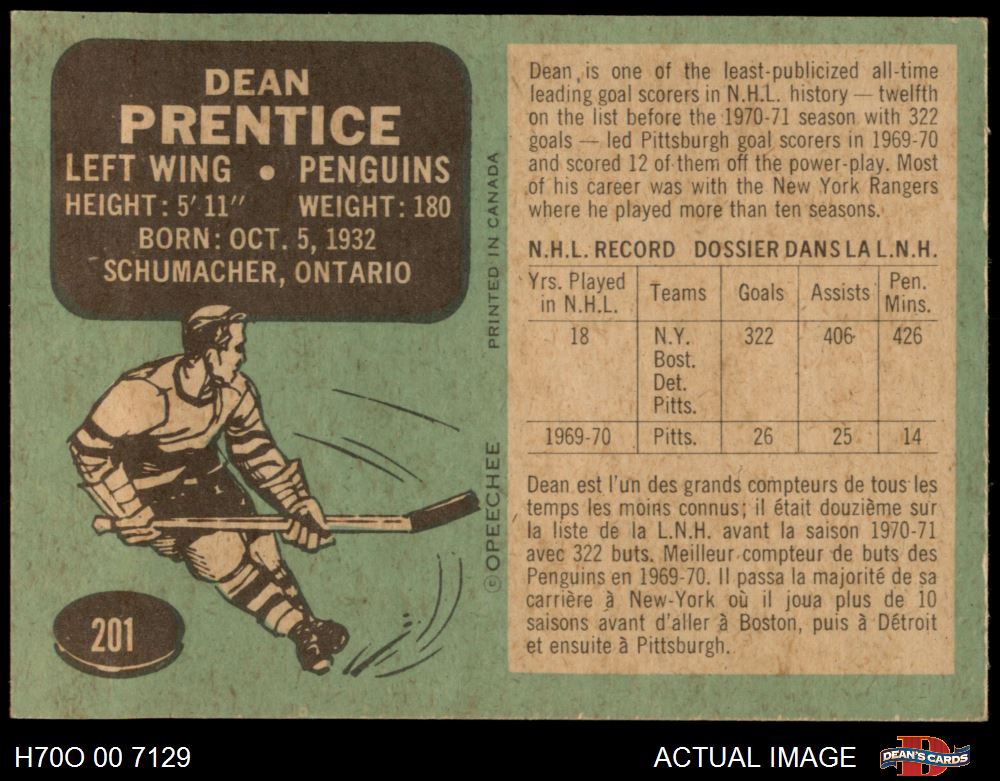 DEAN
PRENTICE
LEFT WING • PENGUINS
HEIGHT: 5' 11" WEIGHT: 180
BORN: OCT. 5, 1932
SCHUMACHER, ONTARIO
201
PRINTED IN CANADA
© OPEECHEE
Dean is one of the least-publicized all-time
leading goal scorers in N.H.L. history — twelfth
on the list before the 1970-71 season with 322
goals — led Pittsburgh goal scorers in 1969-70
and scored 12 of them off the power-play. Most
of his career was with the New York Rangers
where he played more than ten seasons.
N.H.L. RECORD DOSSIER DANS LA L.N.H.
Yrs. Played in N.H.L. Teams Goals Assists Pen. Mins.
18 N.Y. 322 406 426
Bost.
Det.
Pitts.
1969-70 Pitts. 26 25 14
Dean est l'un des grands compteurs de tous les
temps les moins connus; il était douzième sur
la liste de la L.N.H. avant la saison 1970-71
avec 322 buts. Meilleur compteur de buts des
Penguins en 1969-70. Il passa la majorité de sa
carrière à New-York où il joua plus de 10
saisons avant d'aller à Boston, puis à Détroit
et ensuite à Pittsburgh.
H70O 00 7129
ACTUAL IMAGE
D
DEAN'S CARDS